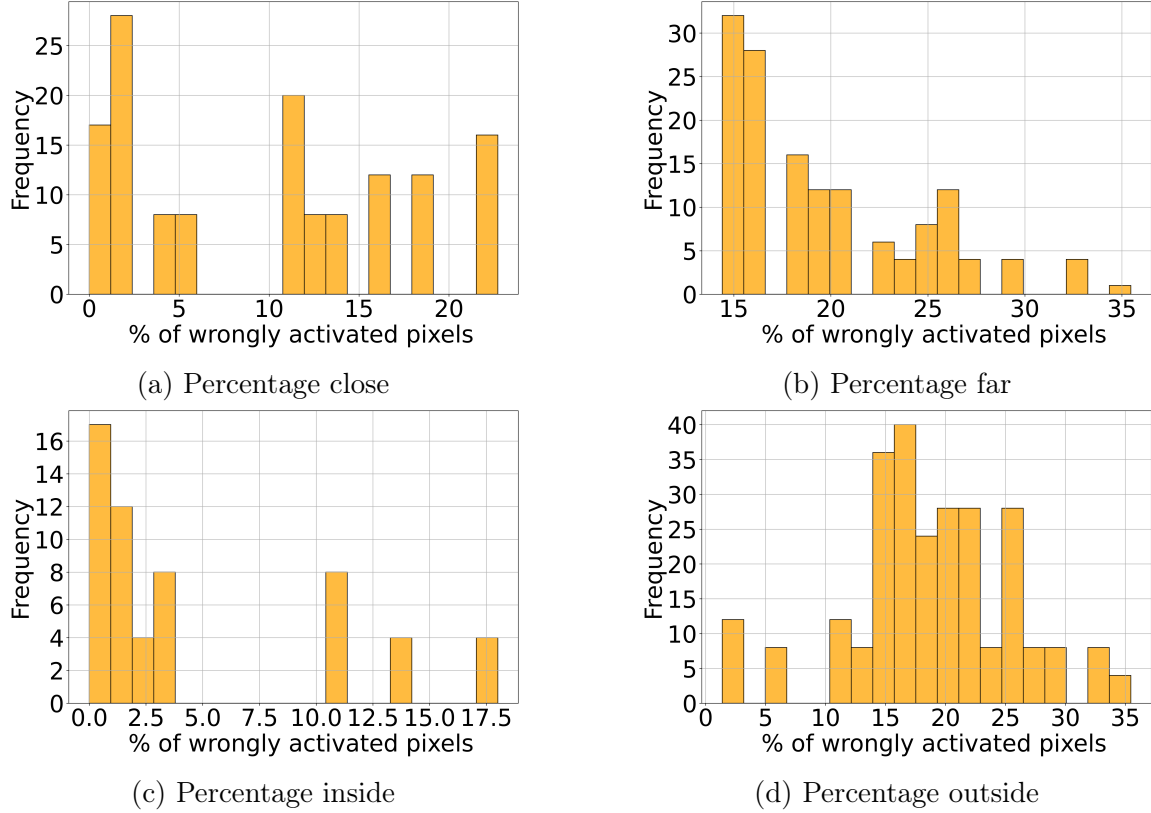 25
20
15
10
5
0
Frequency
0 5 10 15 20
% of wrongly activated pixels
(a) Percentage close
30
25
20
15
10
5
0
Frequency
15 20 25 30 35
% of wrongly activated pixels
(b) Percentage far
16
14
12
10
8
6
4
2
0
Frequency
0.0 2.5 5.0 7.5 10.0 12.5 15.0 17.5
% of wrongly activated pixels
(c) Percentage inside
40
35
30
25
20
15
10
5
0
Frequency
0 5 10 15 20 25 30 35
% of wrongly activated pixels
(d) Percentage outside